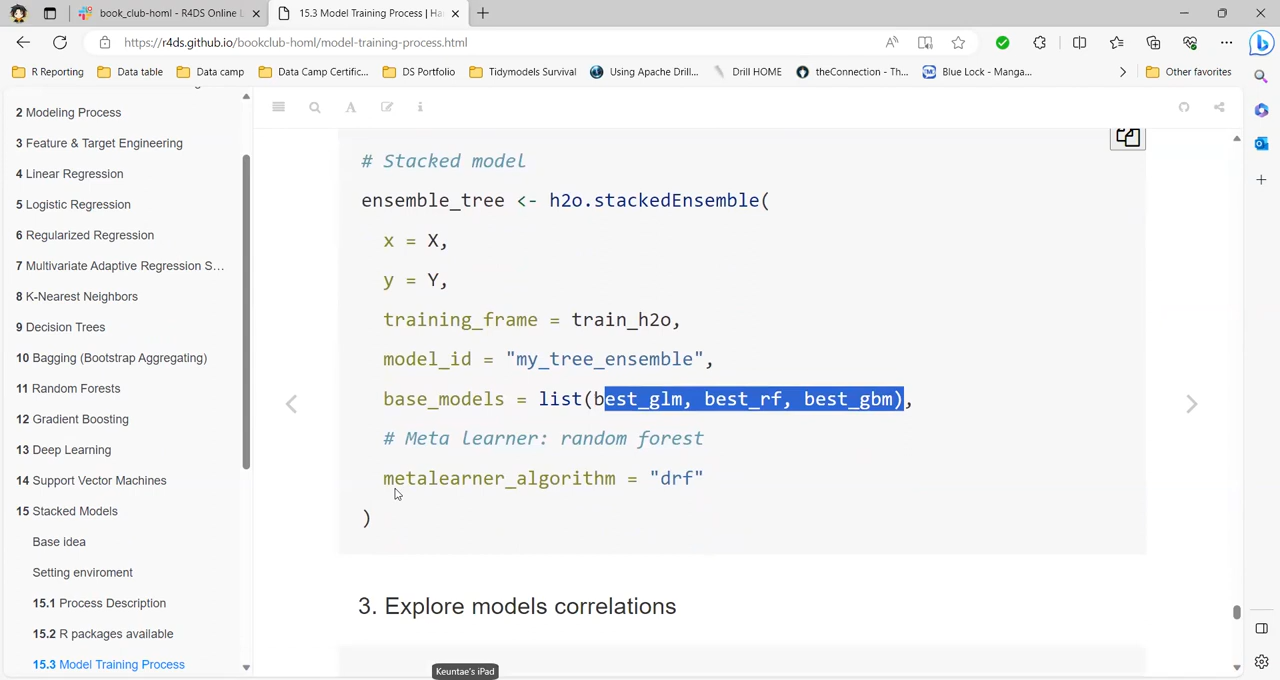 book_club-homl - R4DS Online L
15.3 Model Training Process | Ha
https://r4ds.github.io/bookclub-homl/model-training-process.html
R Reporting
Data table
Data camp
Data Camp Certific...
DS Portfolio
Tidymodels Survival
Using Apache Drill...
Drill HOME
theConnection - Th...
Blue Lock - Manga...
Other favorites
2 Modeling Process
3 Feature & Target Engineering
4 Linear Regression
5 Logistic Regression
6 Regularized Regression
7 Multivariate Adaptive Regression S...
8 K-Nearest Neighbors
9 Decision Trees
10 Bagging (Bootstrap Aggregating)
11 Random Forests
12 Gradient Boosting
13 Deep Learning
14 Support Vector Machines
15 Stacked Models
Base idea
Setting enviroment
15.1 Process Description
15.2 R packages available
15.3 Model Training Process
# Stacked model
ensemble_tree <- h2o.stackedEnsemble(
x = X,
y = Y,
training_frame = train_h2o,
model_id = "my_tree_ensemble",
base_models = list(best_glm, best_rf, best_gbm),
# Meta learner: random forest
metalearner_algorithm = "drf"
)
3. Explore models correlations
Keuntae's iPad